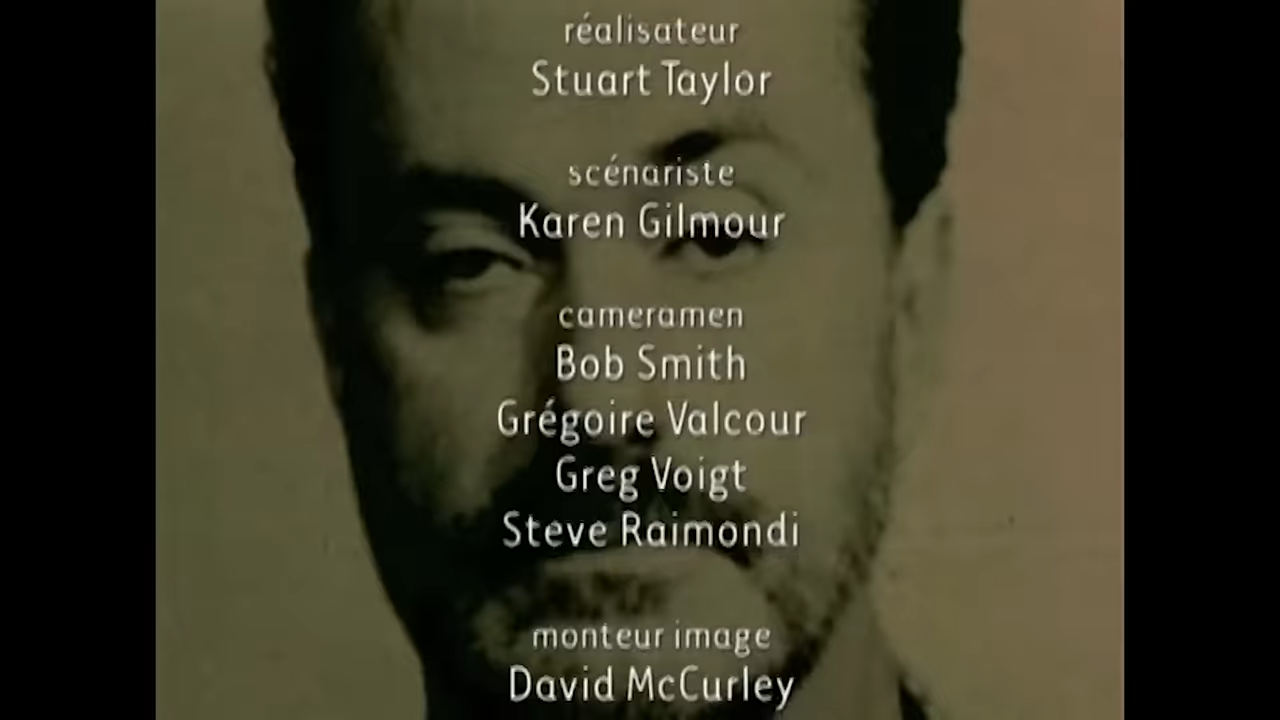 réalisateur
Stuart Taylor
scénariste
Karen Gilmour
cameramen
Bob Smith
Grégoire Valcour
Greg Voigt
Steve Raimondi
monteur image
David McCurley